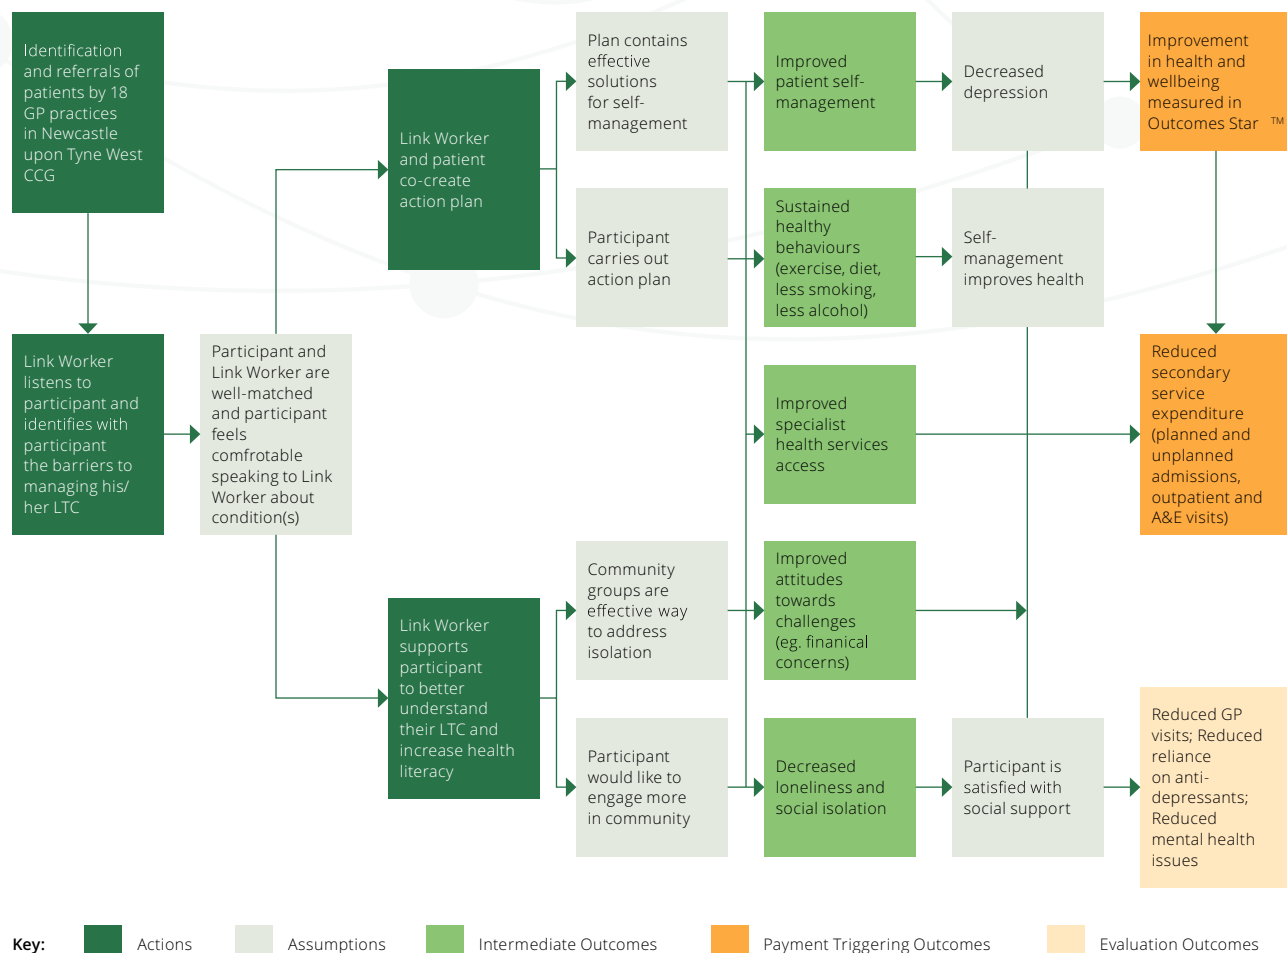 Identification
and referrals of
patients by 18
GP practices
in Newcastle
upon Tyne West
CCG
Link Worker
listens to
participant and
identifies with
participant
the barriers to
managing his/
her LTC
Participant and
Link Worker are
well-matched
and participant
feels
comfrotable
speaking to Link
Worker about
condition(s)
Link Worker
and patient
co-create
action plan
Link Worker
supports
participant
to better
understand
their LTC and
increase health
literacy
Plan contains
effective
solutions
for self-
management
Participant
carries out
action plan
Community
groups are
effective way
to address
isolation
Participant
would like to
engage more
in community
Improved
patient self-
management
Sustained
healthy
behaviours
(exercise, diet,
less smoking,
less alcohol)
Improved
specialist
health services
access
Improved
attitudes
towards
challenges
(eg. finanical
concerns)
Decreased
loneliness and
social isolation
Decreased
depression
Self-
management
improves health
Participant is
satisfied with
social support
Improvement
in health and
wellbeing
measured in
Outcomes Star ™
Reduced
secondary
service
expenditure
(planned and
unplanned
admissions,
outpatient and
A&E visits)
Reduced GP
visits; Reduced
reliance
on anti-
depressants;
Reduced
mental health
issues
Key: Actions Assumptions Intermediate Outcomes Payment Triggering Outcomes Evaluation Outcomes